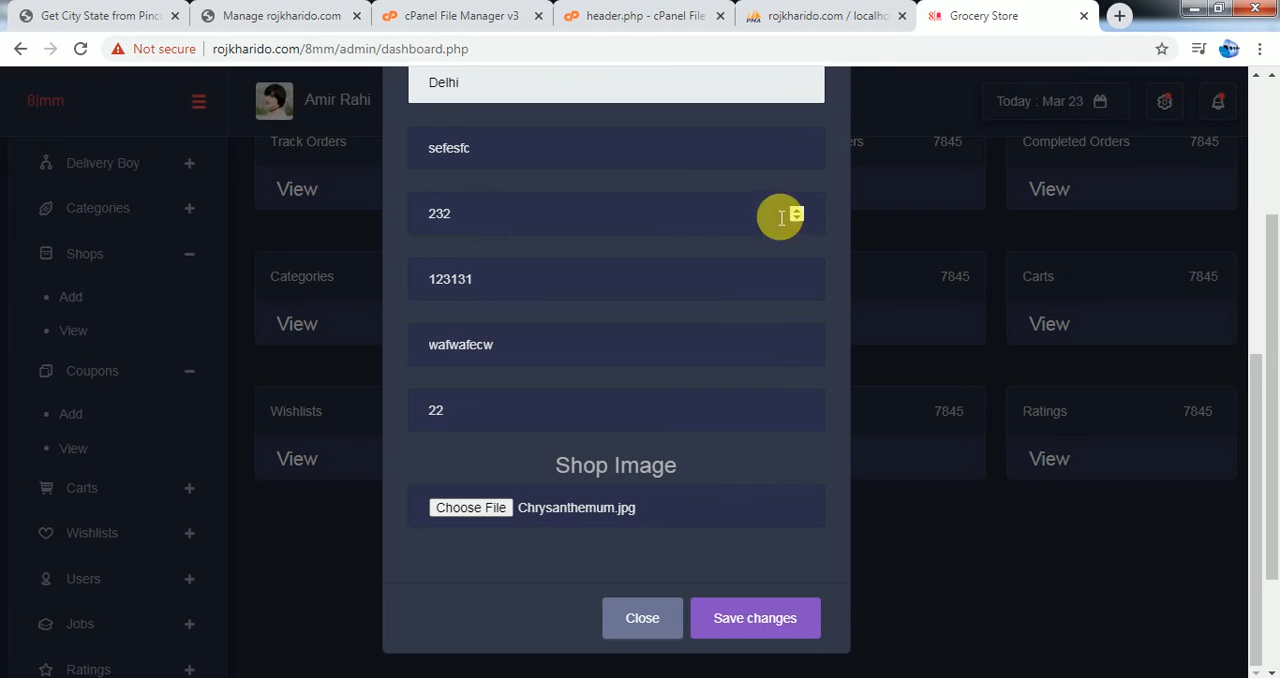 Get City State from Pinc
Manage rojkharido.com
cPanel File Manager v3
header.php - cPanel File
rojkharido.com / localho
Grocery Store
Not secure
rojkharido.com/8mm/admin/dashboard.php
8|mm
Amir Rahi
Today : Mar 23
Delhi
Track Orders
7845
Completed Orders
7845
sefesfc
View
View
Delivery Boy
Categories
232
Shops
Add
View
Categories
7845
Carts
7845
123131
View
View
wafwafecw
Coupons
Add
View
Wishlists
7845
Ratings
7845
22
View
View
Shop Image
Choose File Chrysanthemum.jpg
Carts
Wishlists
Users
Jobs
Ratings
Close
Save changes